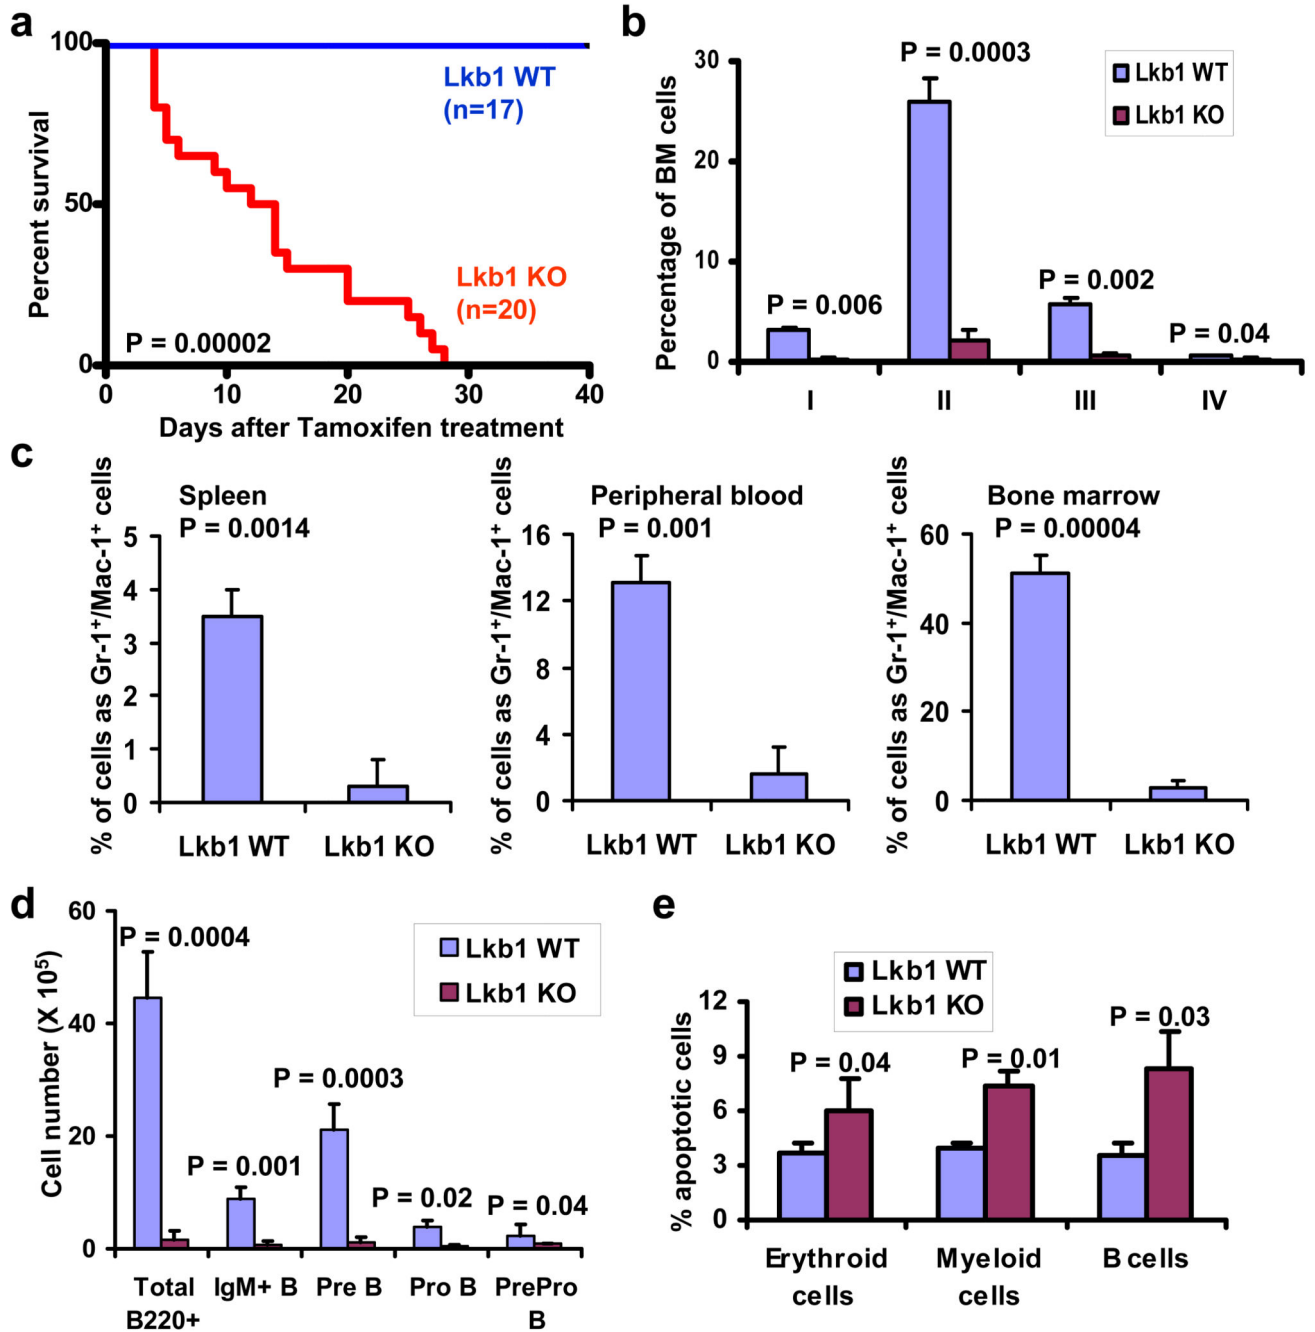 a
100
50
0
Percent survival
Lkb1 WT
(n=17)
Lkb1 KO
(n=20)
P = 0.00002
0 10 20 30 40
Days after Tamoxifen treatment
b
30
20
10
0
Percentage of BM cells
P = 0.0003
Lkb1 WT
Lkb1 KO
P = 0.006
P = 0.002
P = 0.04
I II III IV
c
% of cells as Gr-1⁺/Mac-1⁺ cells
Spleen
P = 0.0014
5
4
3
2
1
0
Lkb1 WT Lkb1 KO
% of cells as Gr-1⁺/Mac-1⁺ cells
Peripheral blood
P = 0.001
16
12
8
4
0
Lkb1 WT Lkb1 KO
% of cells as Gr-1⁺/Mac-1⁺ cells
Bone marrow
P = 0.00004
60
40
20
0
Lkb1 WT Lkb1 KO
d
60
40
20
0
Cell number (X 10⁵)
P = 0.0004
Lkb1 WT
Lkb1 KO
P = 0.0003
P = 0.001
P = 0.02
P = 0.04
Total IgM+ B Pre B Pro B PrePro
B220+ B
e
Lkb1 WT
Lkb1 KO
12
9
6
3
0
% apoptotic cells
P = 0.03
P = 0.04
P = 0.01
Erythroid Myeloid B cells
cells cells